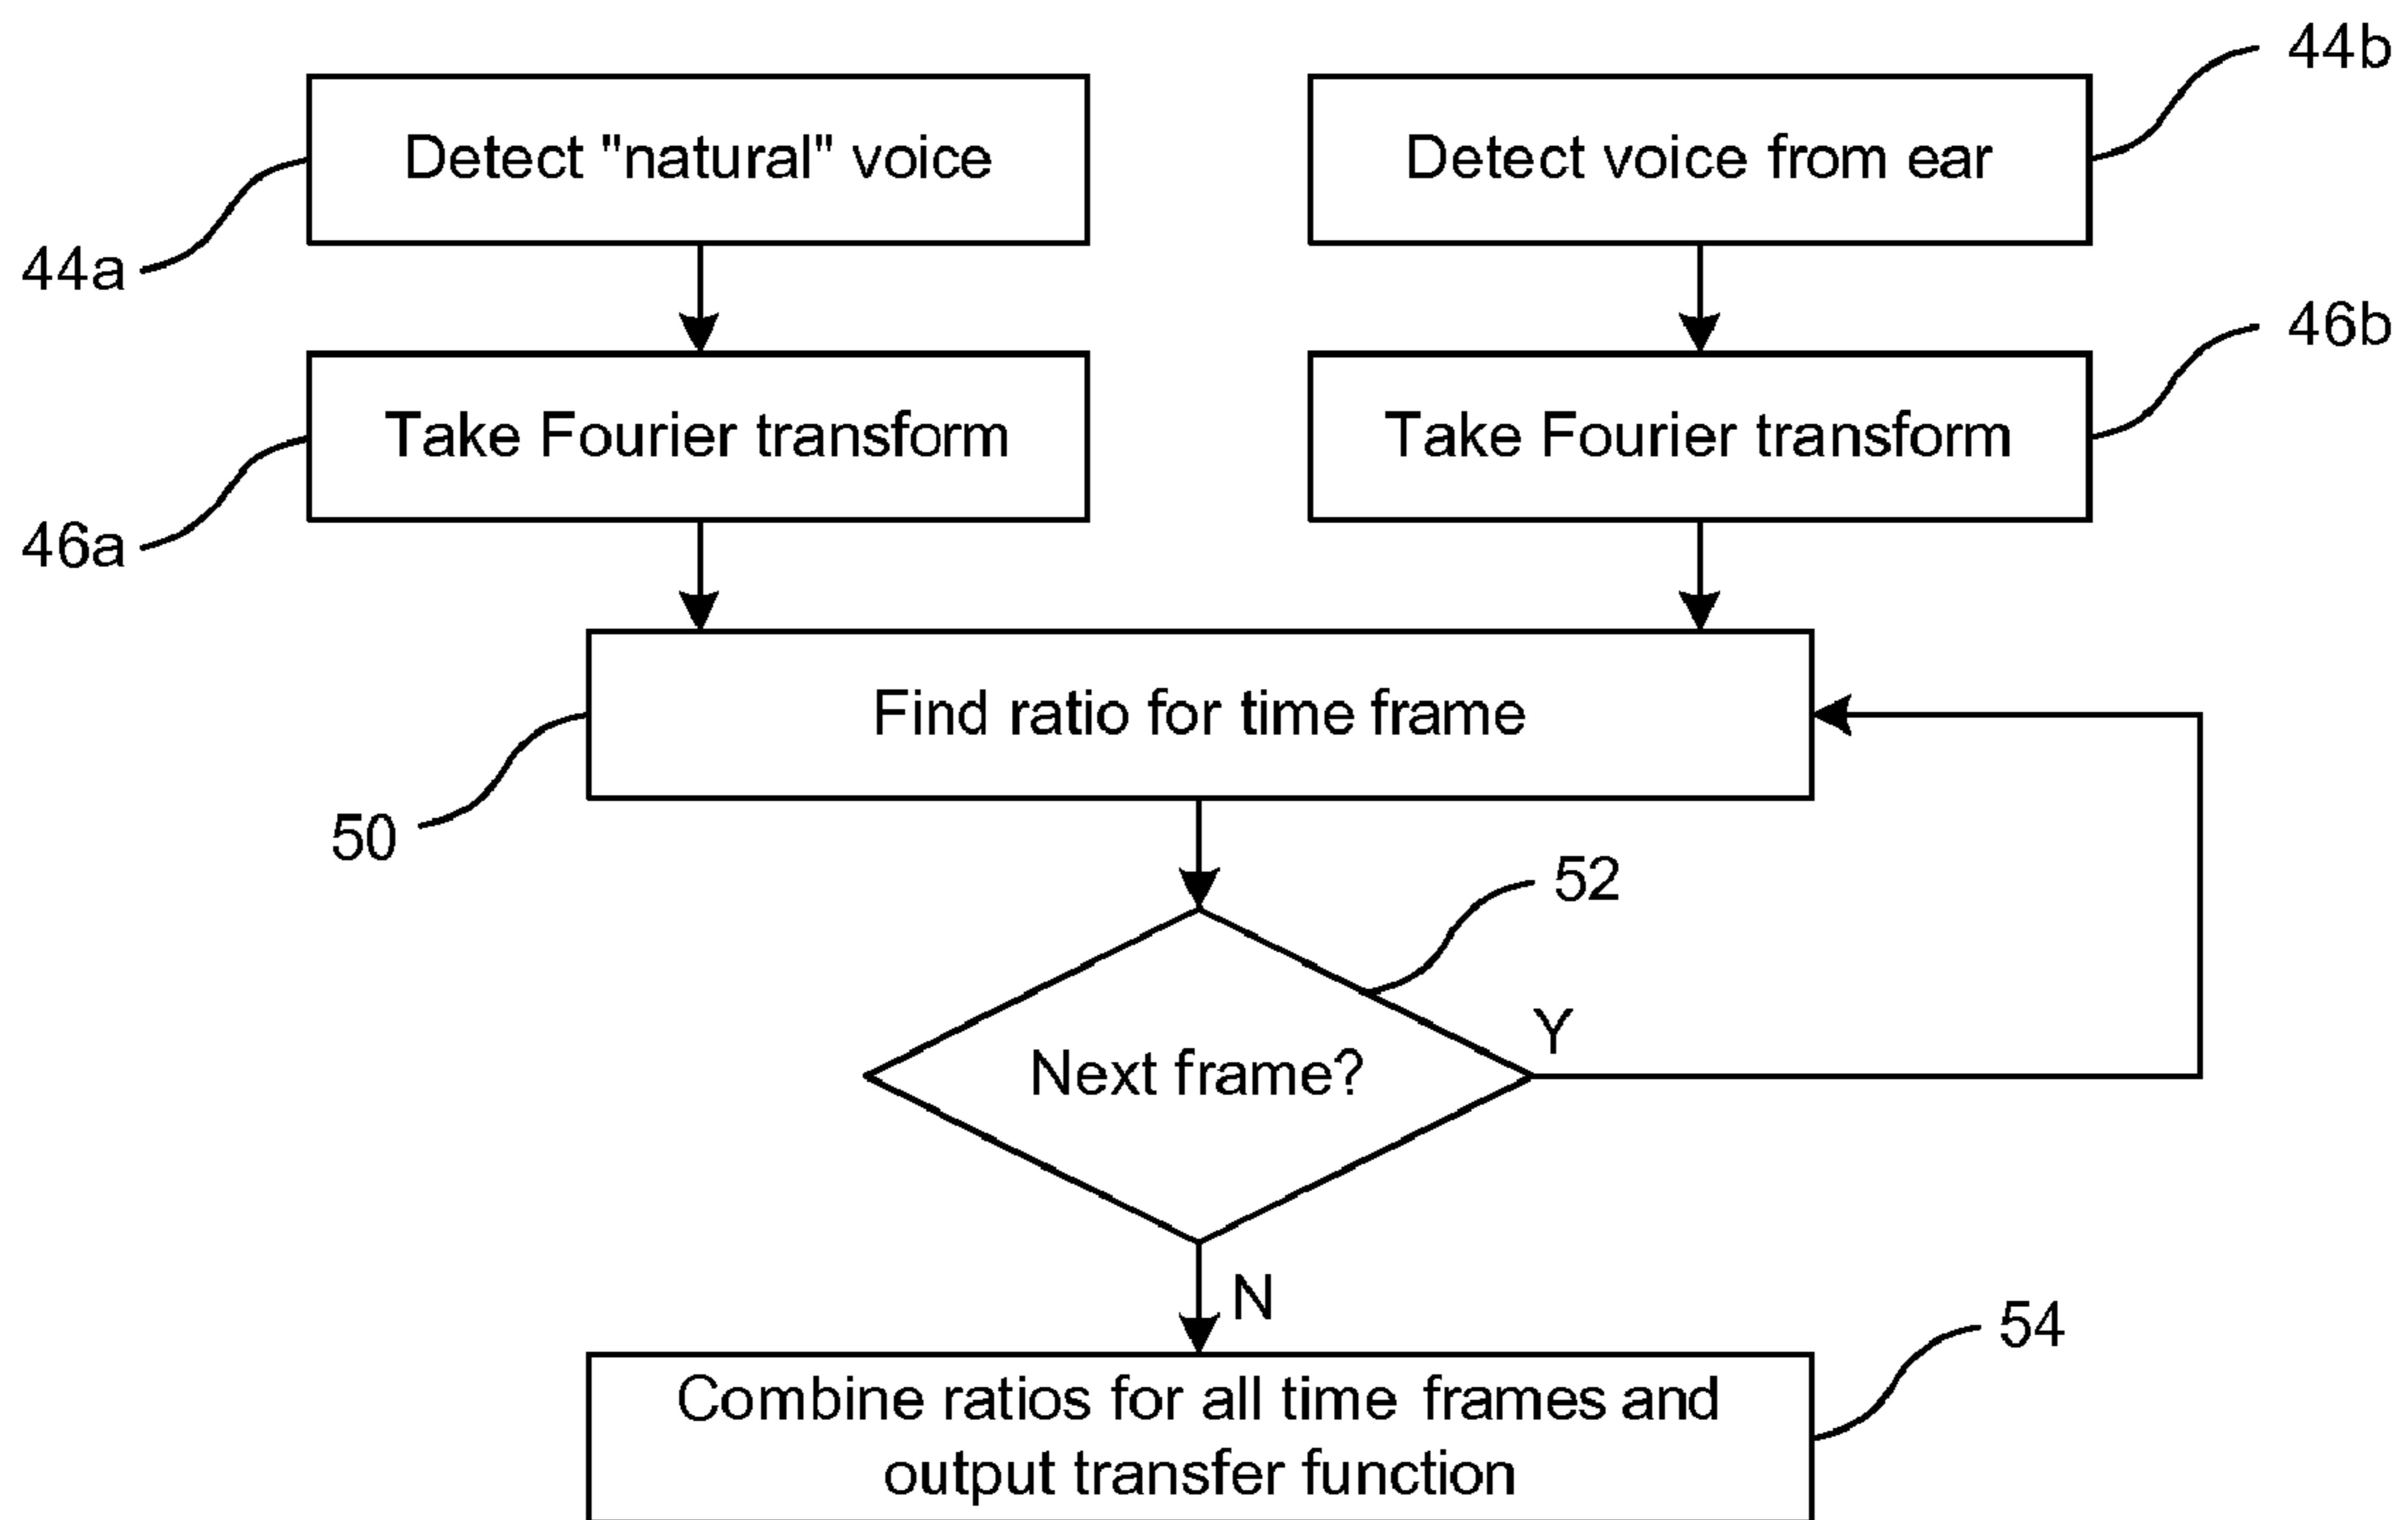 44b
Detect "natural" voice
Detect voice from ear
44a
46b
Take Fourier transform
Take Fourier transform
46a
Find ratio for time frame
50
52
Y
Next frame?
N
54
Combine ratios for all time frames and
output transfer function